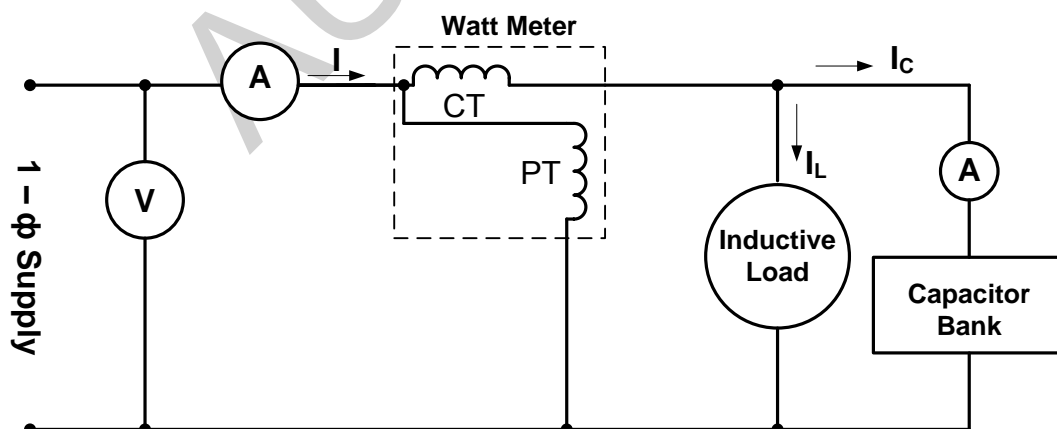 Watt Meter
A
I
CT
PT
V
1 – ф Supply
I_C
I_L
A
Inductive
Load
Capacitor
Bank